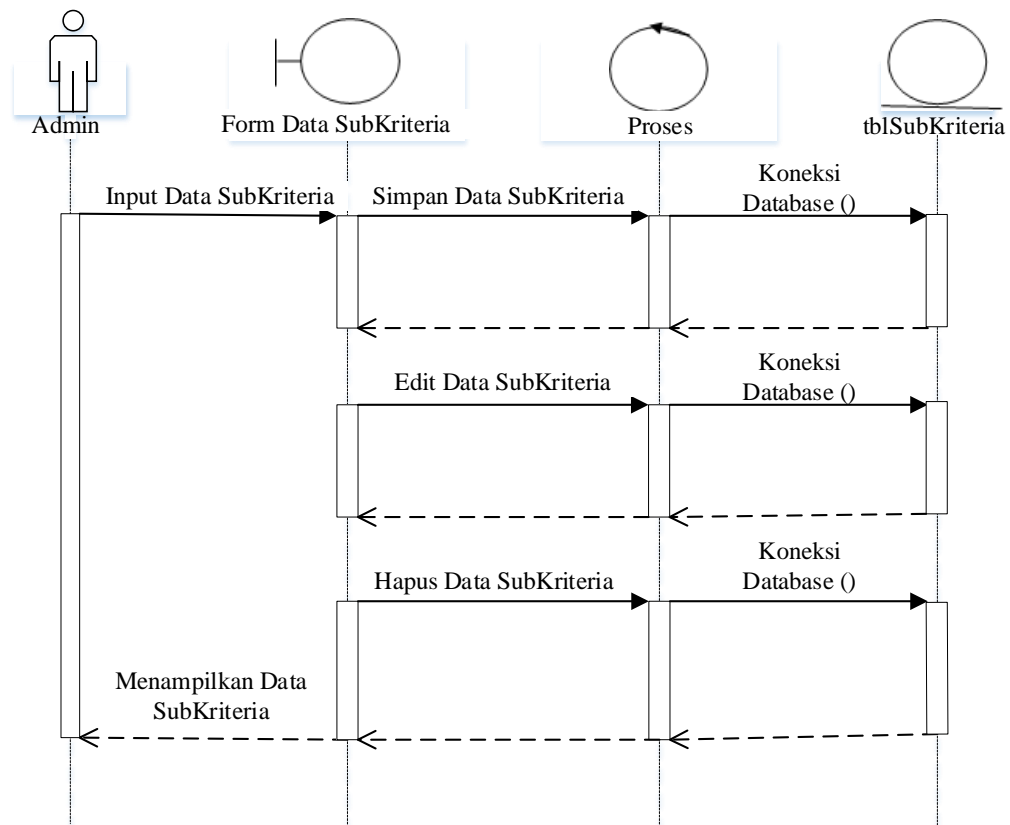 Admin
Form Data SubKriteria
Proses
tblSubKriteria
Input Data SubKriteria
Simpan Data SubKriteria
Koneksi
Database ()
Edit Data SubKriteria
Koneksi
Database ()
Hapus Data SubKriteria
Koneksi
Database ()
Menampilkan Data
SubKriteria